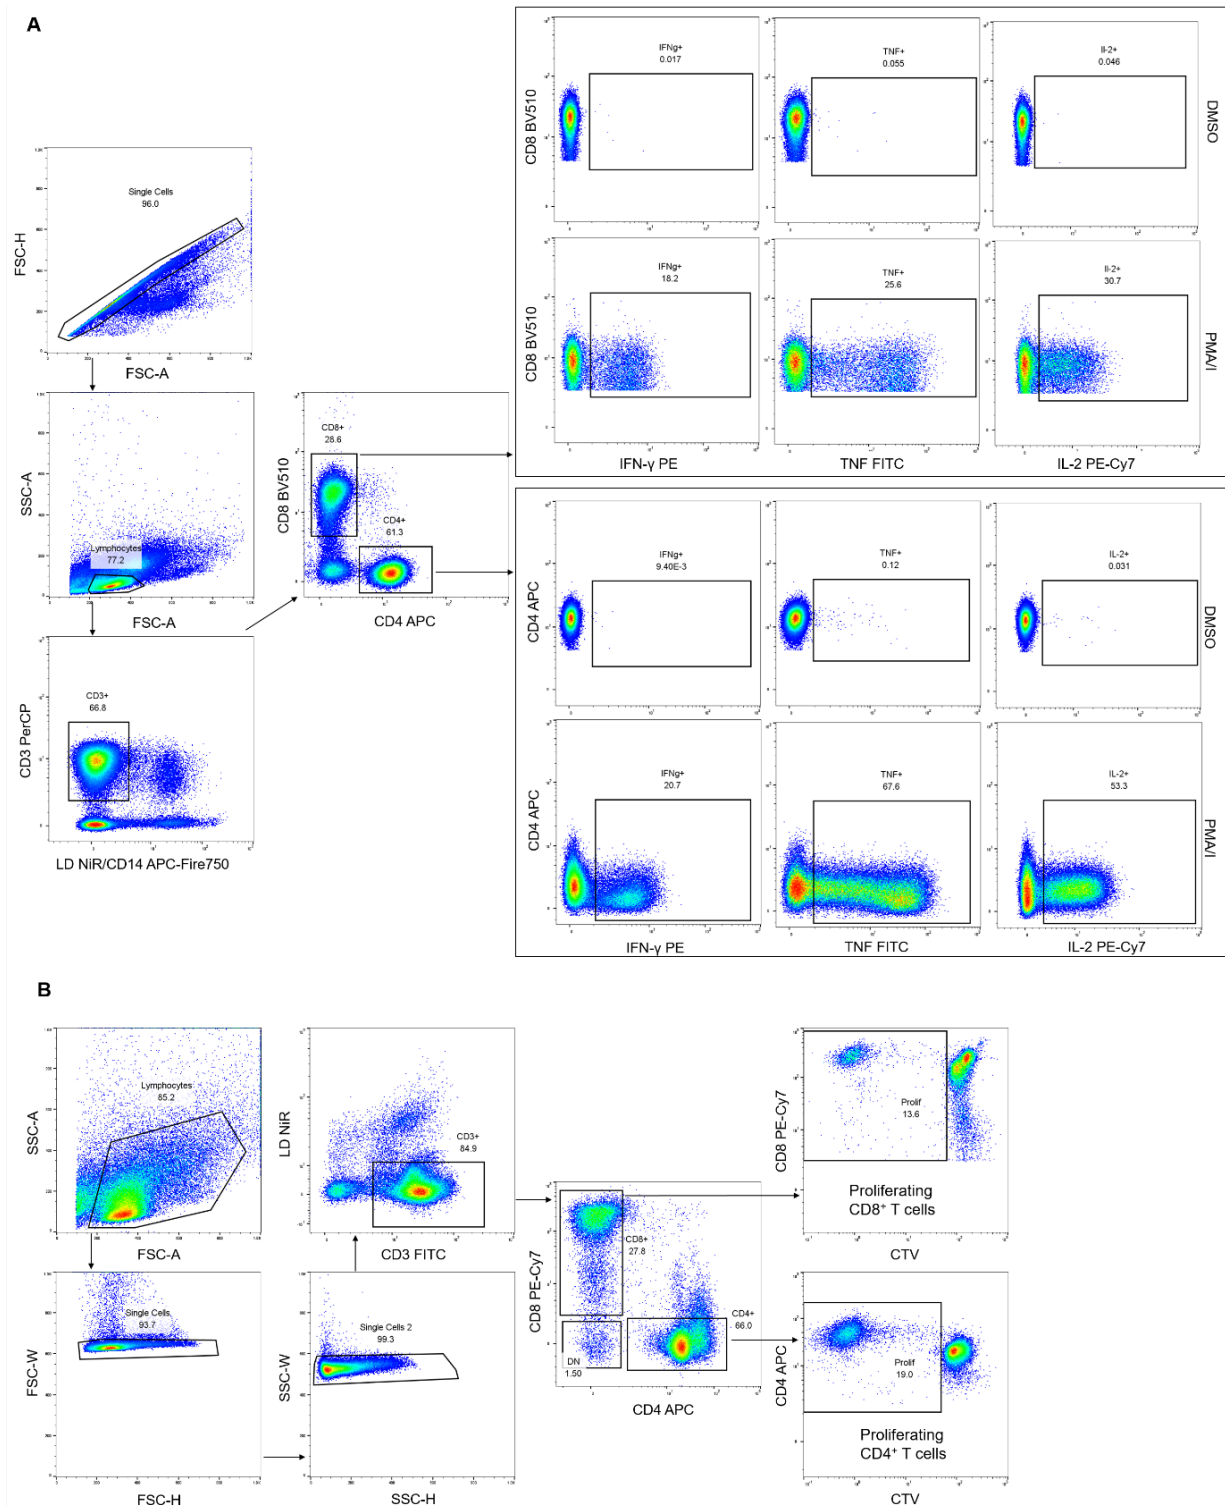 A
FSC-H
Single Cells
96.0
FSC-A
SSC-A
Lymphocytes
77.2
FSC-A
CD3 PerCP
CD3+
66.8
LD NiR/CD14 APC-Fire750
CD8 BV510
CD8+
28.6
CD4+
61.3
CD4 APC
CD8 BV510
IFNg+
0.017
TNF+
0.055
Il-2+
0.046
DMSO
CD8 BV510
IFNg+
18.2
TNF+
25.6
Il-2+
30.7
PMA/I
IFN-γ PE
TNF FITC
IL-2 PE-Cy7
CD4 APC
IFNg+
9.40E-3
TNF+
0.12
IL-2+
0.031
DMSO
CD4 APC
IFNg+
20.7
TNF+
67.6
IL-2+
53.3
PMA/I
IFN-γ PE
TNF FITC
IL-2 PE-Cy7
B
SSC-A
Lymphocytes
85.2
FSC-A
FSC-W
Single Cells
93.7
FSC-H
SSC-W
Single Cells 2
99.3
SSC-H
LD NiR
CD3+
84.9
CD3 FITC
CD8 PE-Cy7
CD8+
27.8
CD4+
66.0
DN
1.50
CD4 APC
CD8 PE-Cy7
Prolif
13.6
Proliferating
CD8⁺ T cells
CTV
CD4 APC
Prolif
19.0
Proliferating
CD4⁺ T cells
CTV